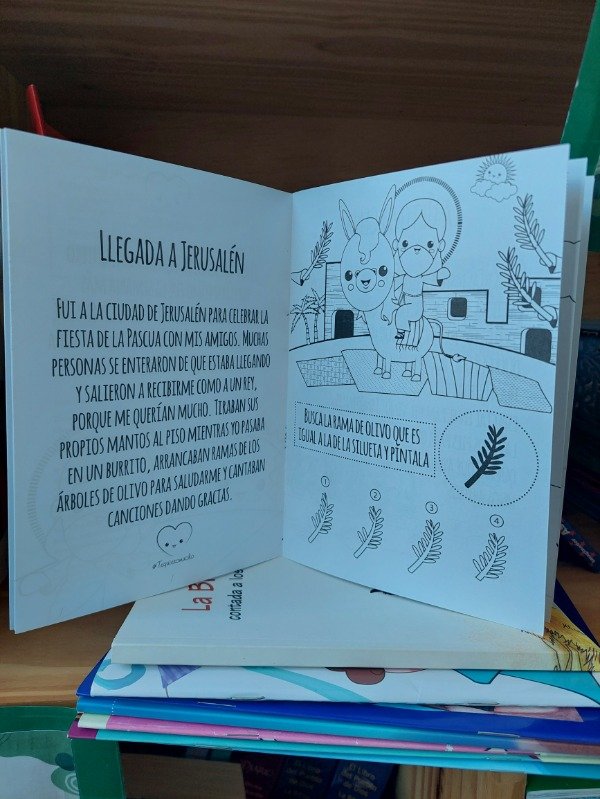 LLEGADA A JERUSALÉN
FUI A LA CIUDAD DE JERUSALÉN PARA CELEBRAR LA
FIESTA DE LA PASCUA CON MIS AMIGOS. MUCHAS
PERSONAS SE ENTERARON DE QUE ESTABA LLEGANDO
Y SALIERON A RECIBIRME COMO A UN REY,
PORQUE ME QUERÍAN MUCHO. TIRABAN SUS
PROPIOS MANTOS AL PISO MIENTRAS YO PASABA
EN UN BURRITO, ARRANCABAN RAMAS DE LOS
ÁRBOLES DE OLIVO PARA SALUDARME Y CANTABAN
CANCIONES DANDO GRACIAS.
BUSCA LA RAMA DE OLIVO QUE ES
IGUAL A LA DE LA SILUETA Y PÍNTALA
1
2
3
4
La B
contada a los